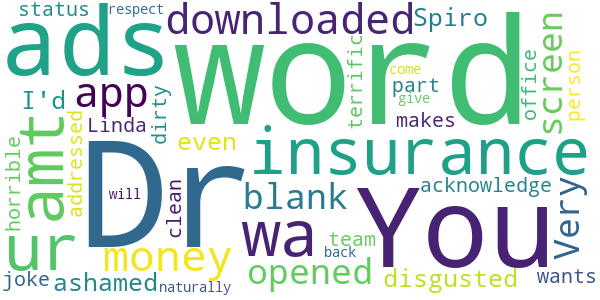 status respect downloaded Spiro
ads word terrific come part give screen office person
I'd app makes
horrible amt addressed Linda dirty even insurance
ur will clean blank You acknowledge Very
money wa team
joke ashamed naturally opened back disgusted wants
Dr